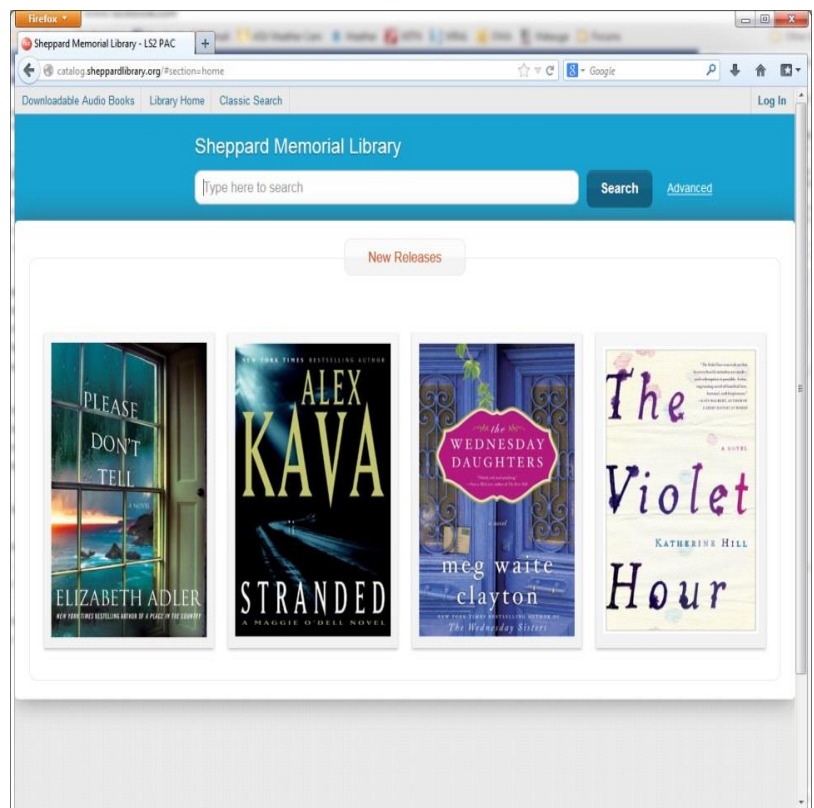 Firefox
Sheppard Memorial Library - LS2 PAC
+
catalog.sheppardlibrary.org/#section=home
Google
Downloadable Audio Books
Library Home
Classic Search
Log In
Sheppard Memorial Library
Type here to search
Search
Advanced
New Releases
PLEASE
DON'T
TELL
A NOVEL
ELIZABETH ADLER
NEW YORK TIMES BESTSELLING AUTHOR OF A PLACE IN THE COUNTRY
NEW YORK TIMES BESTSELLING AUTHOR
ALEX
KAVA
STRANDED
A MAGGIE O'DELL NOVEL
the
WEDNESDAY
DAUGHTERS
a novel
meg waite
clayton
NEW YORK TIMES BESTSELLING AUTHOR OF
The Wednesday Sisters
The
A NOVEL
Violet
KATHERINE HILL
Hour